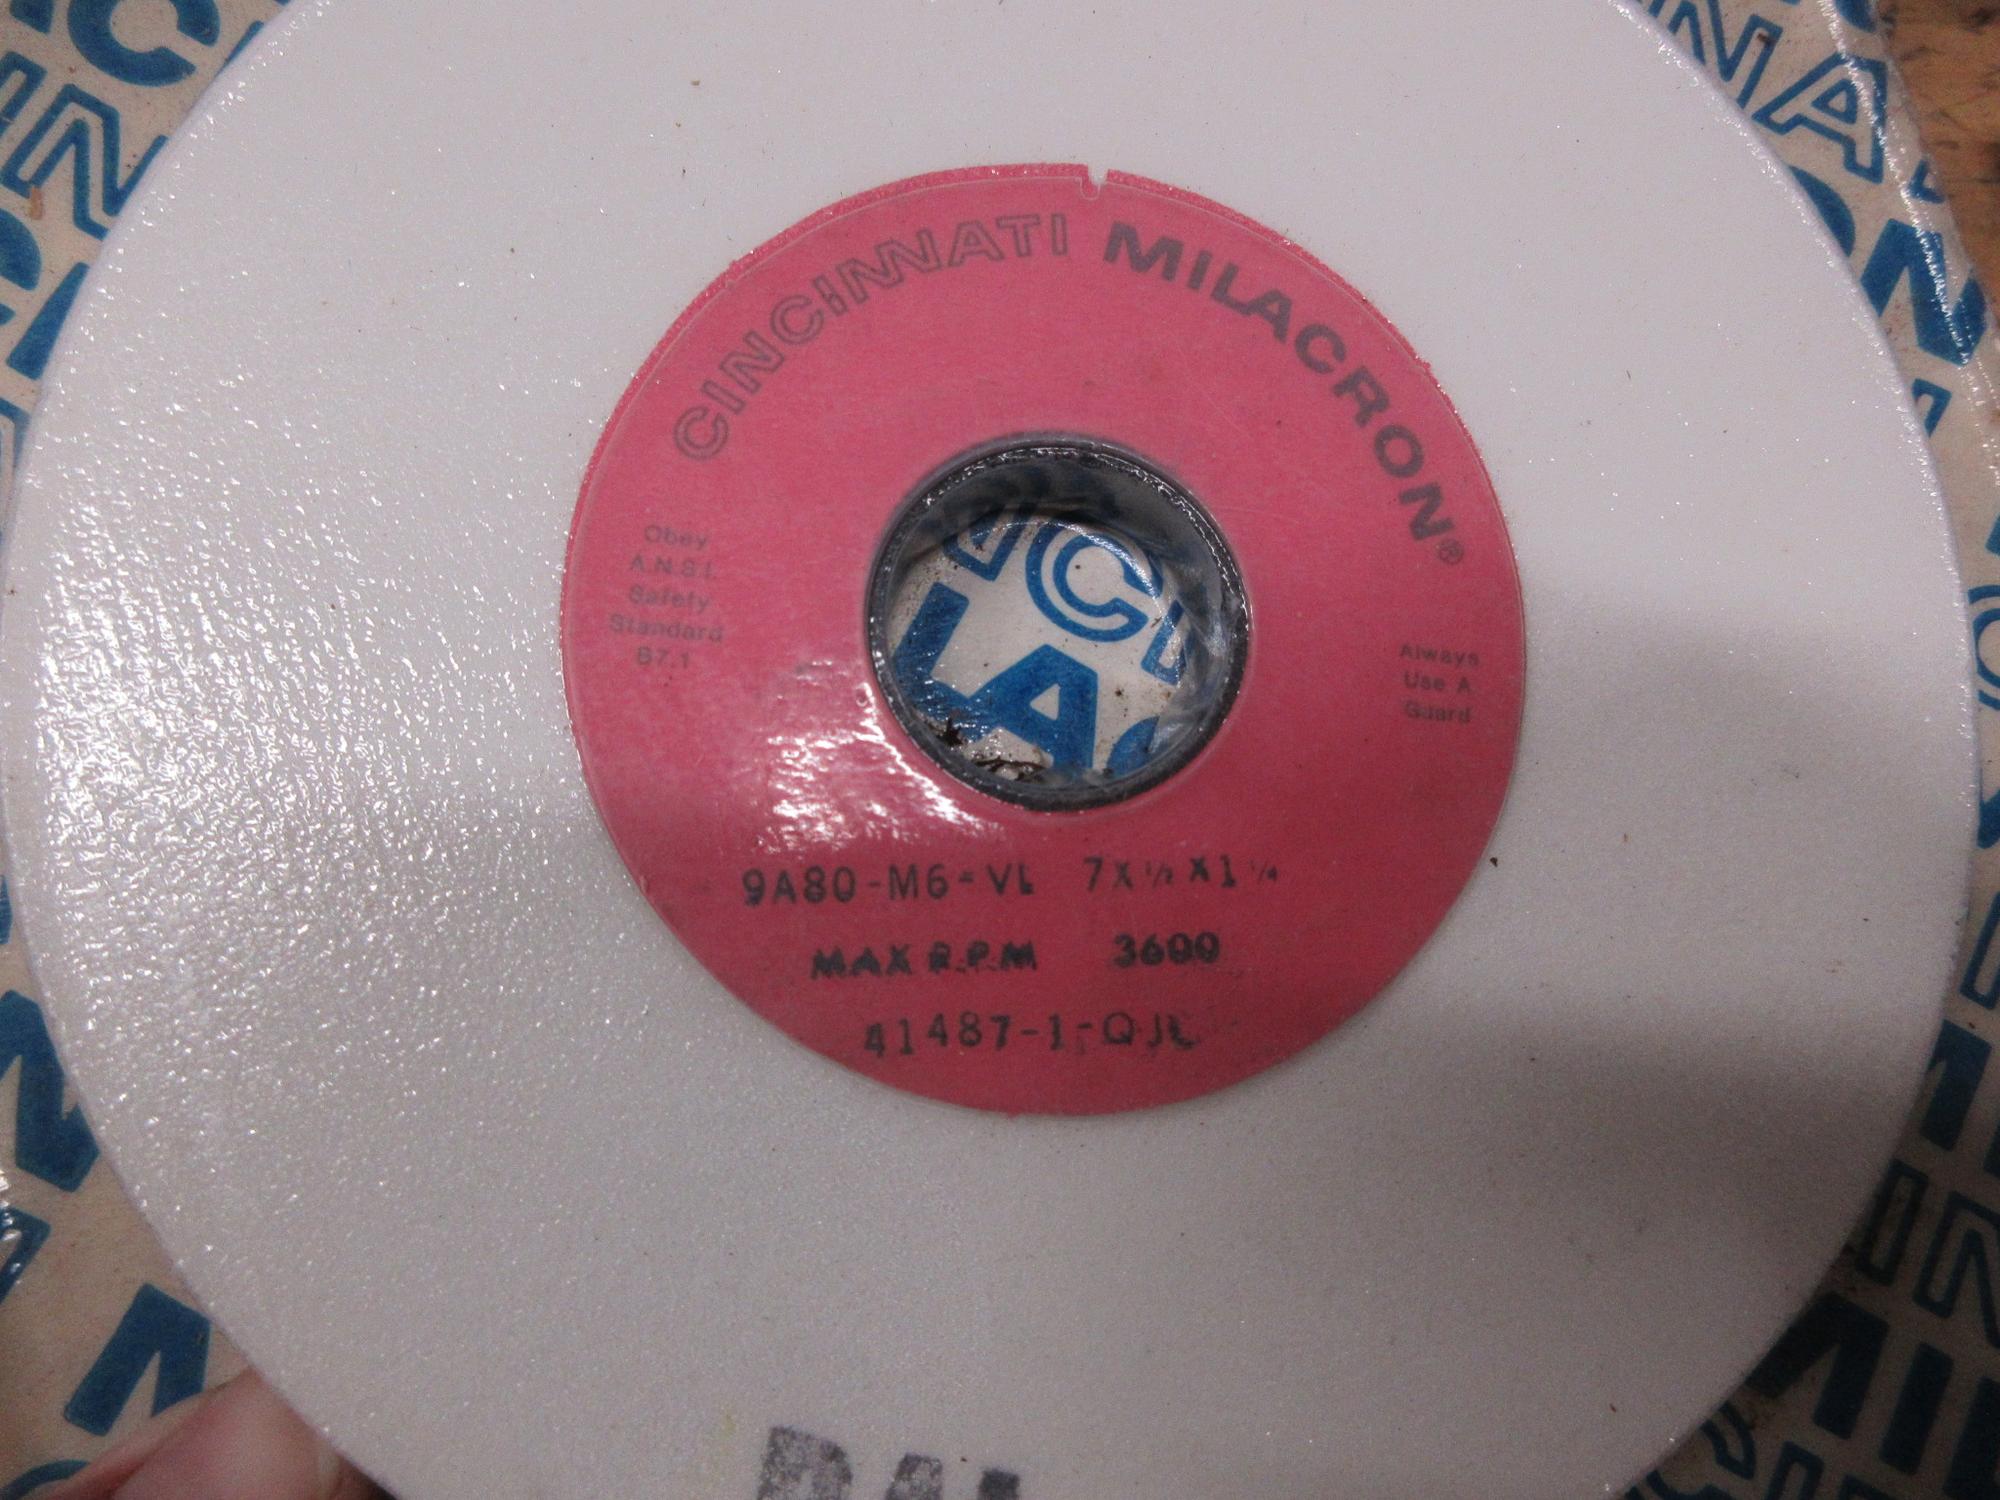 CINCINNATI MILACRON®
Obey
A.N.S.I.
Safety
Standard
B7.1
Always
Use A
Guard
9A80-M6-VL 7X½X1¼
MAX R.P.M 3600
41487-1-QJL
BAL